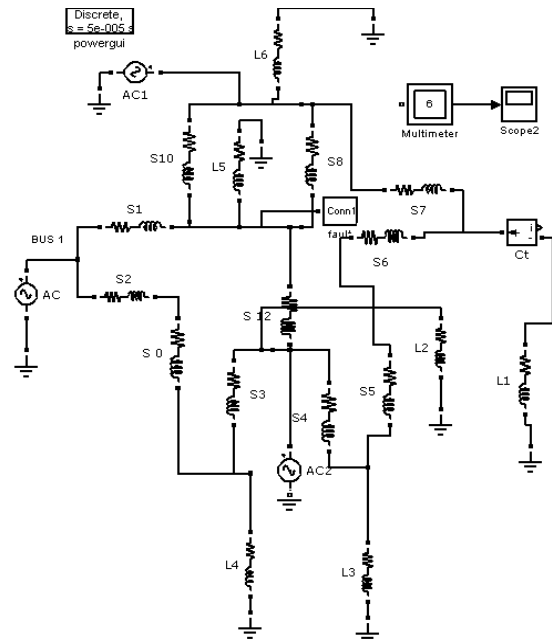 Discrete,
s = 5e-005 s
powergui
L6
AC1
6
Multimeter
Scope2
S10
L5
S8
S7
S1
Conn1
fault
i
-
Ct
BUS 1
S6
S2
AC
S 12
S 0
L2
S3
S5
L1
S4
AC2
L4
L3